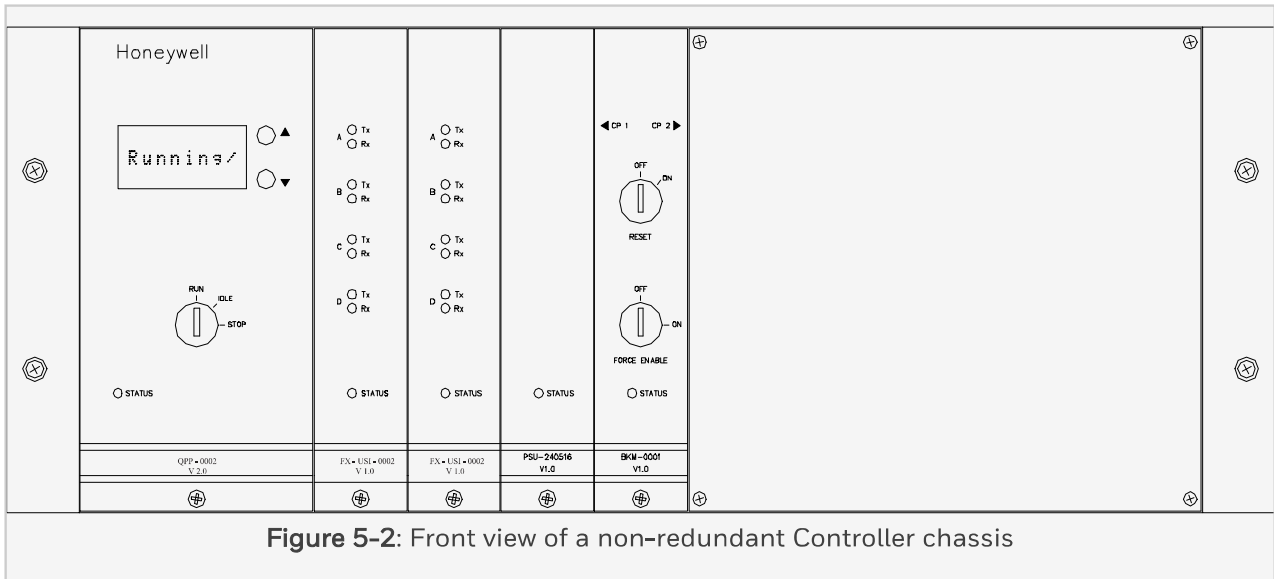 Honeywell
Running/
▲
▼
RUN
IDLE
STOP
STATUS
QPP-0002
V 2.0
A Tx
Rx
B Tx
Rx
C Tx
Rx
D Tx
Rx
STATUS
FX-USI-0002
V 1.0
A Tx
Rx
B Tx
Rx
C Tx
Rx
D Tx
Rx
STATUS
FX-USI-0002
V 1.0
STATUS
PSU-240516
V1.0
◀ CP 1 CP 2 ▶
OFF
ON
RESET
OFF
ON
FORCE ENABLE
STATUS
BKM-0001
V1.0
Figure 5-2: Front view of a non-redundant Controller chassis